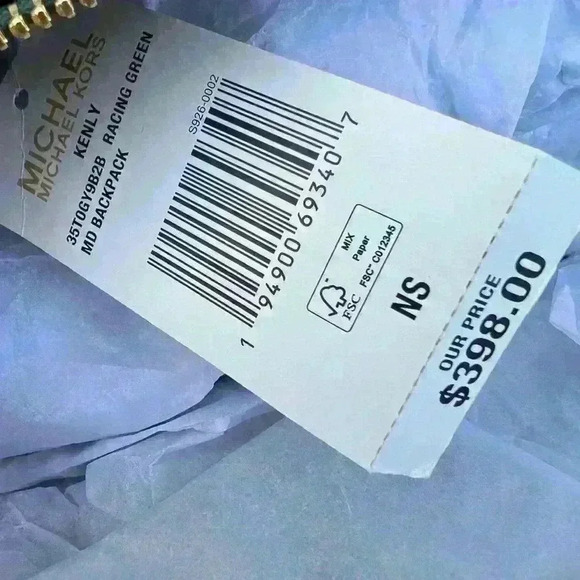 MICHAEL
MICHAEL KORS
KENLY
35T0GY9B2B RACING GREEN
MD BACKPACK
S926-0002
1 94900 69340 7
MIX
Paper
FSC™ C012345
FSC
NS
OUR PRICE
$398.00